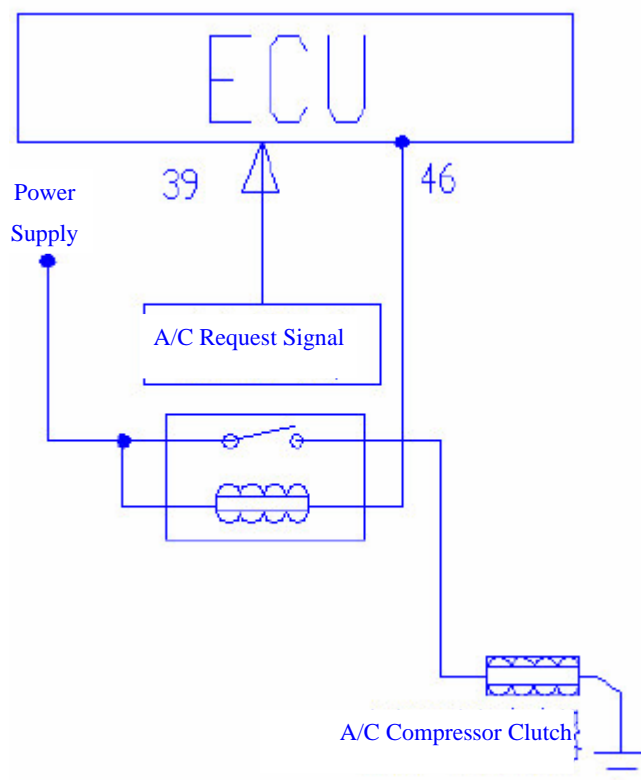 ECU
39
46
Power
Supply
A/C Request Signal
A/C Compressor Clutch